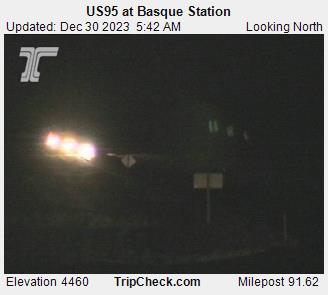 US95 at Basque Station
Updated: Dec 30 2023 5:42 AM
Looking North
Elevation 4460
TripCheck.com
Milepost 91.62